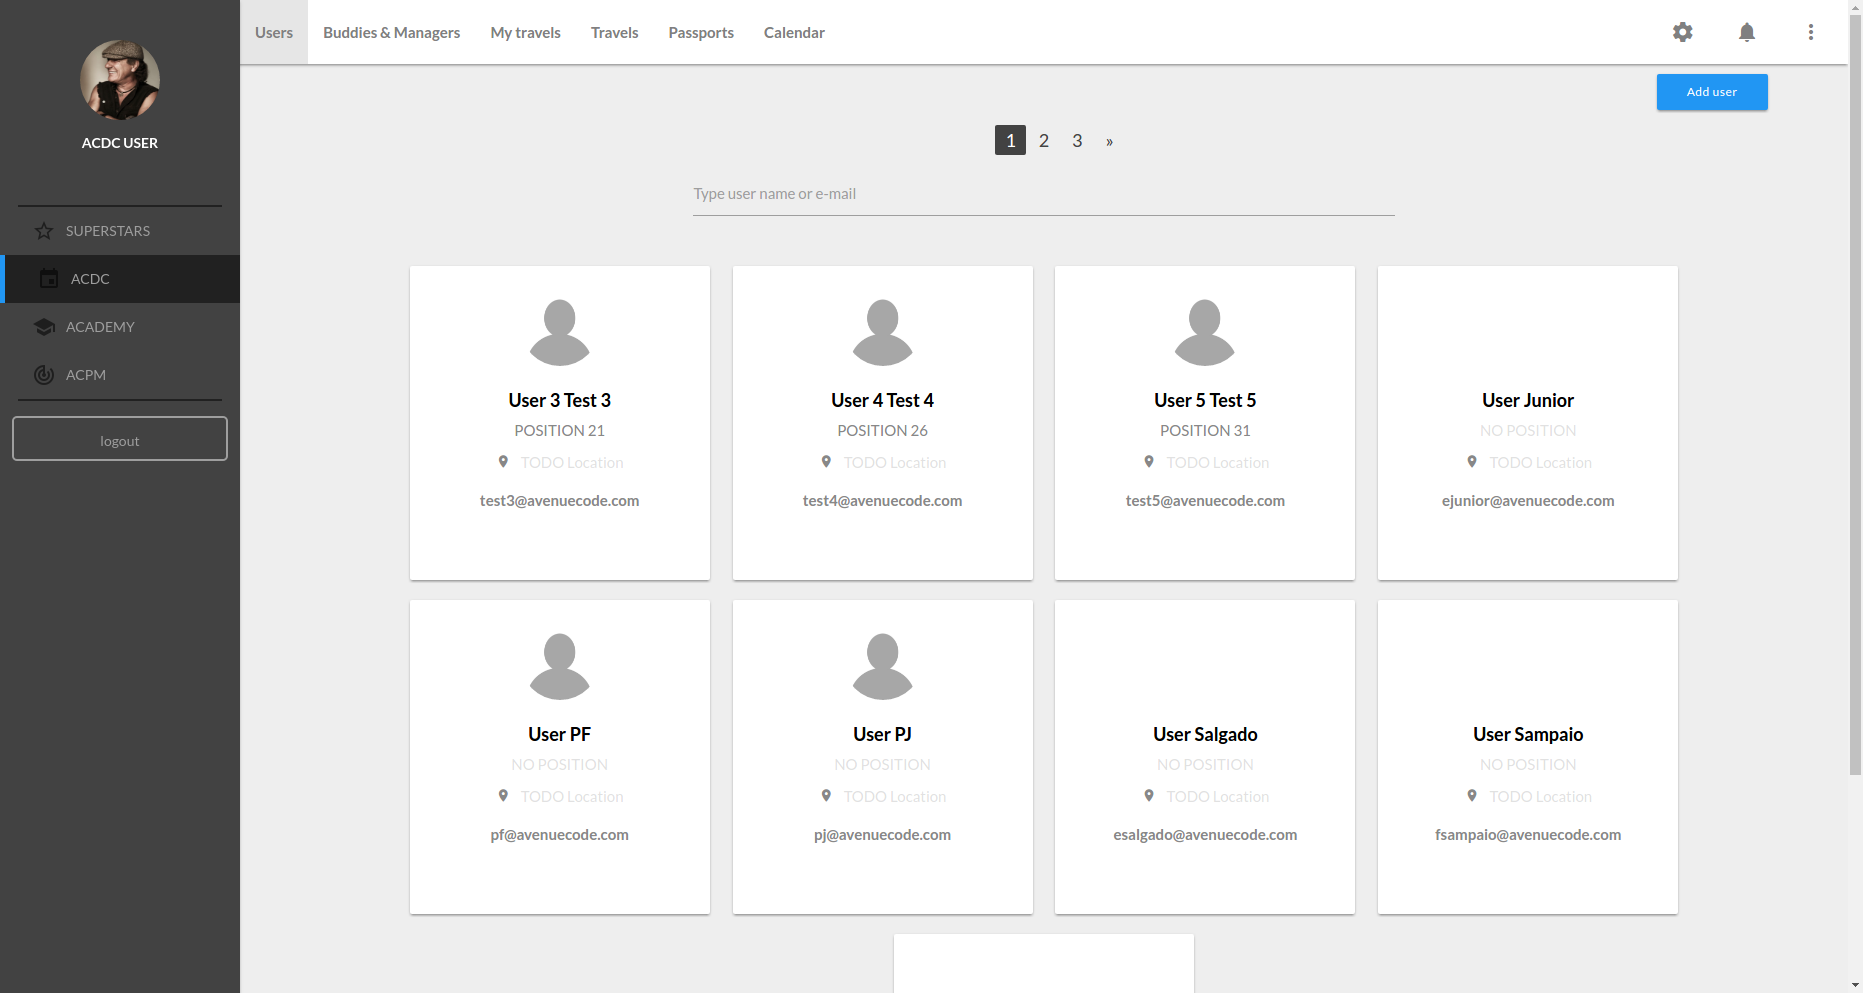 ACDC USER
SUPERSTARS
ACDC
ACADEMY
ACPM
logout
Users Buddies & Managers My travels Travels Passports Calendar
Add user
1 2 3 »
Type user name or e-mail
User 3 Test 3
POSITION 21
TODO Location
test3@avenuecode.com
User 4 Test 4
POSITION 26
TODO Location
test4@avenuecode.com
User 5 Test 5
POSITION 31
TODO Location
test5@avenuecode.com
User Junior
NO POSITION
TODO Location
ejunior@avenuecode.com
User PF
NO POSITION
TODO Location
pf@avenuecode.com
User PJ
NO POSITION
TODO Location
pj@avenuecode.com
User Salgado
NO POSITION
TODO Location
esalgado@avenuecode.com
User Sampaio
NO POSITION
TODO Location
fsampaio@avenuecode.com